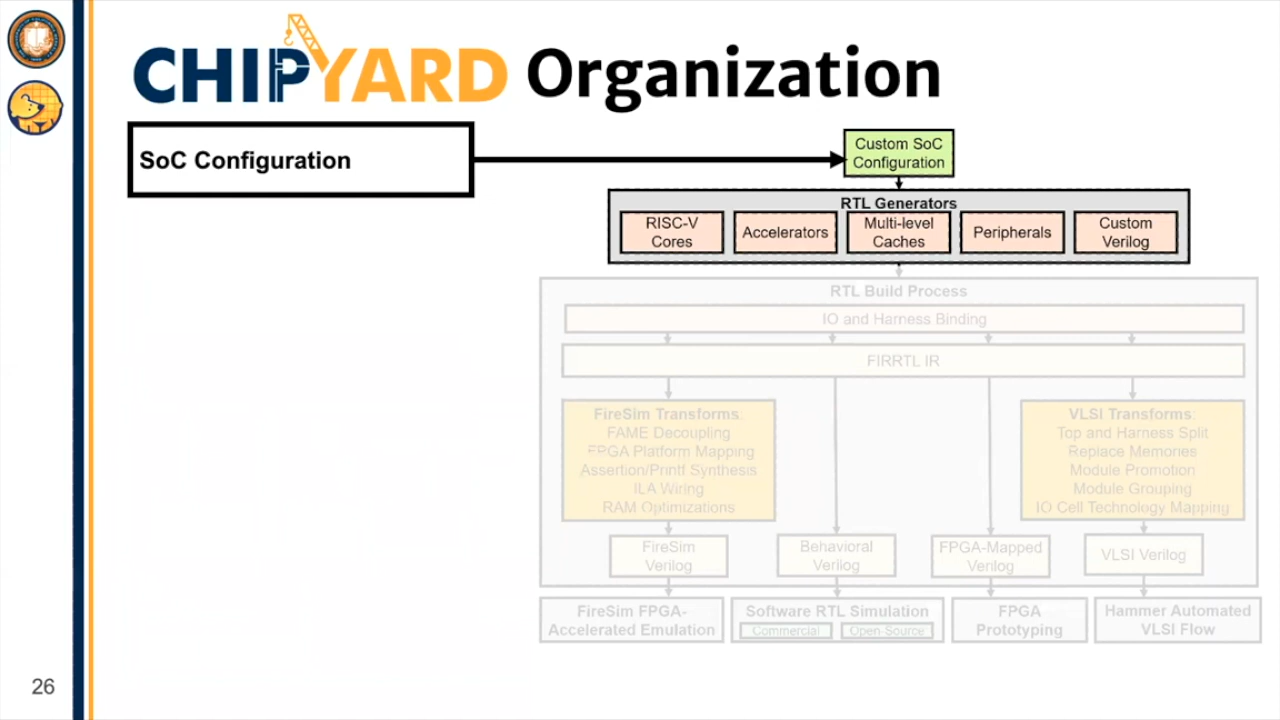 CHIPYARD Organization
SoC Configuration
Custom SoC
Configuration
RTL Generators
RISC-V
Cores
Accelerators
Multi-level
Caches
Peripherals
Custom
Verilog
RTL Build Process
IO and Harness Binding
FIRRTL IR
FireSim Transforms:
FAME Decoupling
FPGA Platform Mapping
Assertion/Printf Synthesis
ILA Wiring
RAM Optimizations
VLSI Transforms:
Top and Harness Split
Replace Memories
Module Promotion
Module Grouping
IO Cell Technology Mapping
FireSim
Verilog
Behavioral
Verilog
FPGA-Mapped
Verilog
VLSI Verilog
FireSim FPGA-
Accelerated Emulation
Software RTL Simulation
Commercial
Open-Source
FPGA
Prototyping
Hammer Automated
VLSI Flow
26